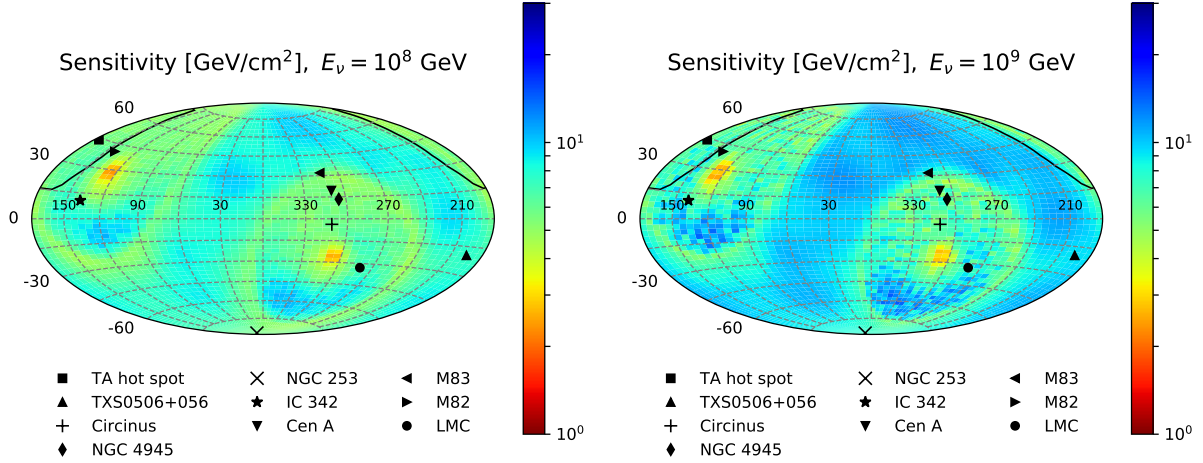 Sensitivity [GeV/cm²], Eν = 10⁸ GeV
60
30
0
-30
-60
150
90
30
330
270
210
10¹
10⁰
TA hot spot
TXS0506+056
Circinus
NGC 4945
NGC 253
IC 342
Cen A
M83
M82
LMC
Sensitivity [GeV/cm²], Eν = 10⁹ GeV
60
30
0
-30
-60
150
90
30
330
270
210
10¹
10⁰
TA hot spot
TXS0506+056
Circinus
NGC 4945
NGC 253
IC 342
Cen A
M83
M82
LMC